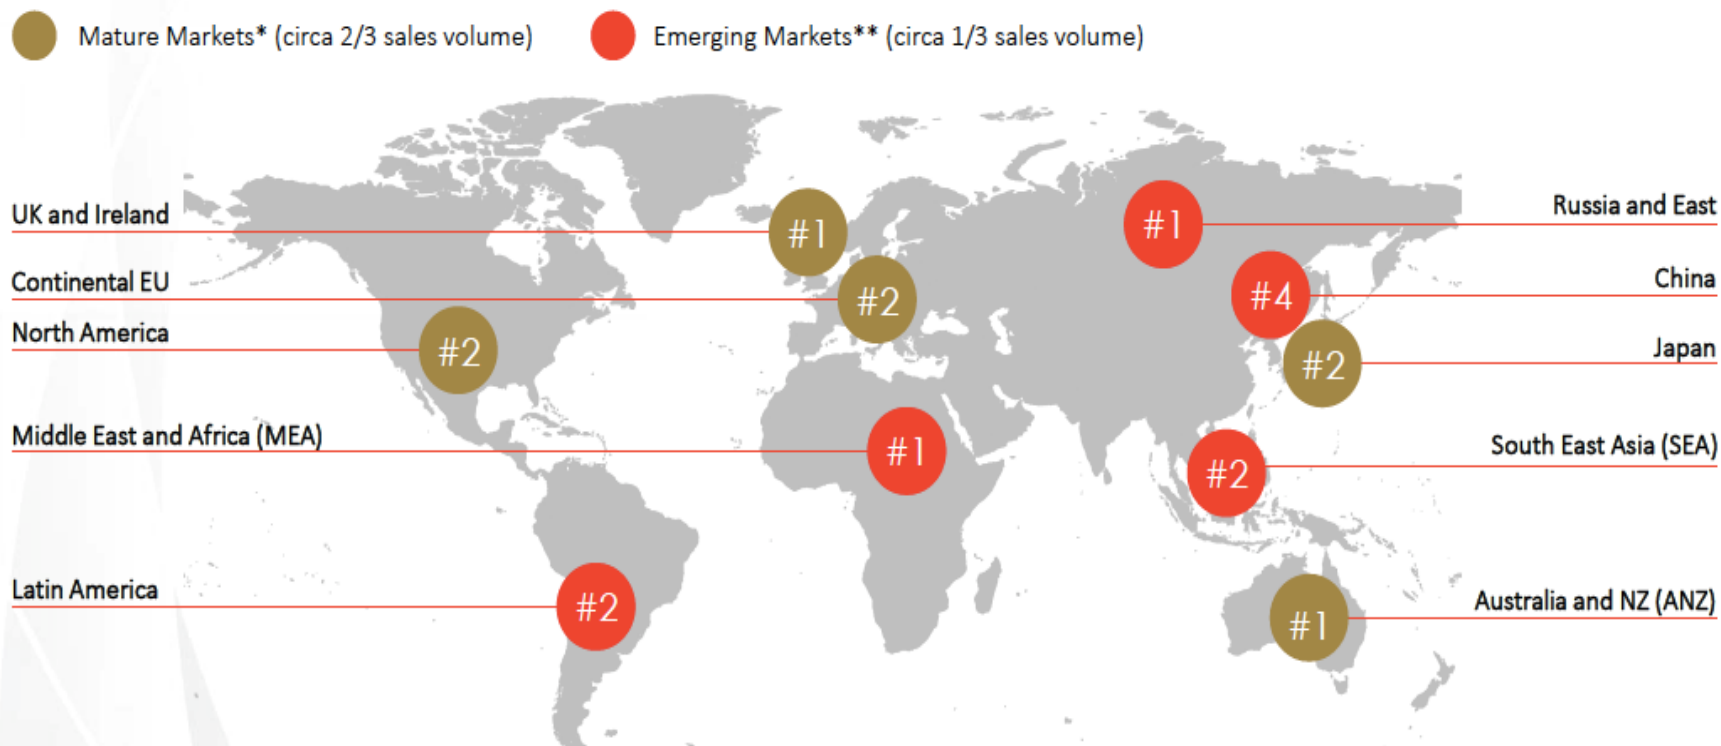 Mature Markets* (circa 2/3 sales volume)
Emerging Markets** (circa 1/3 sales volume)
UK and Ireland
#1
#1
Russia and East
Continental EU
#2
#4
China
North America
#2
#2
Japan
Middle East and Africa (MEA)
#1
#2
South East Asia (SEA)
Latin America
#2
#1
Australia and NZ (ANZ)